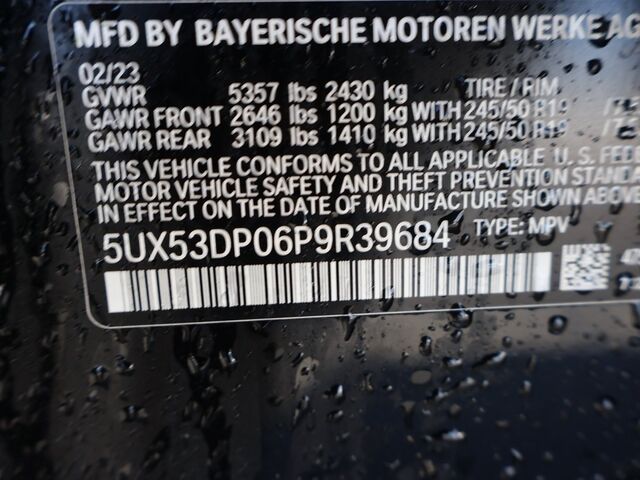 MFD BY BAYERISCHE MOTOREN WERKE AG
02/23
GVWR 5357 lbs 2430 kg TIRE / RIM
GAWR FRONT 2646 lbs 1200 kg WITH 245/50 R19
GAWR REAR 3109 lbs 1410 kg WITH 245/50 R19
THIS VEHICLE CONFORMS TO ALL APPLICABLE U. S. FEDE
MOTOR VEHICLE SAFETY AND THEFT PREVENTION STANDA
IN EFFECT ON THE DATE OF MANUFACTURE SHOWN
5UX53DP06P9R39684 TYPE: MPV